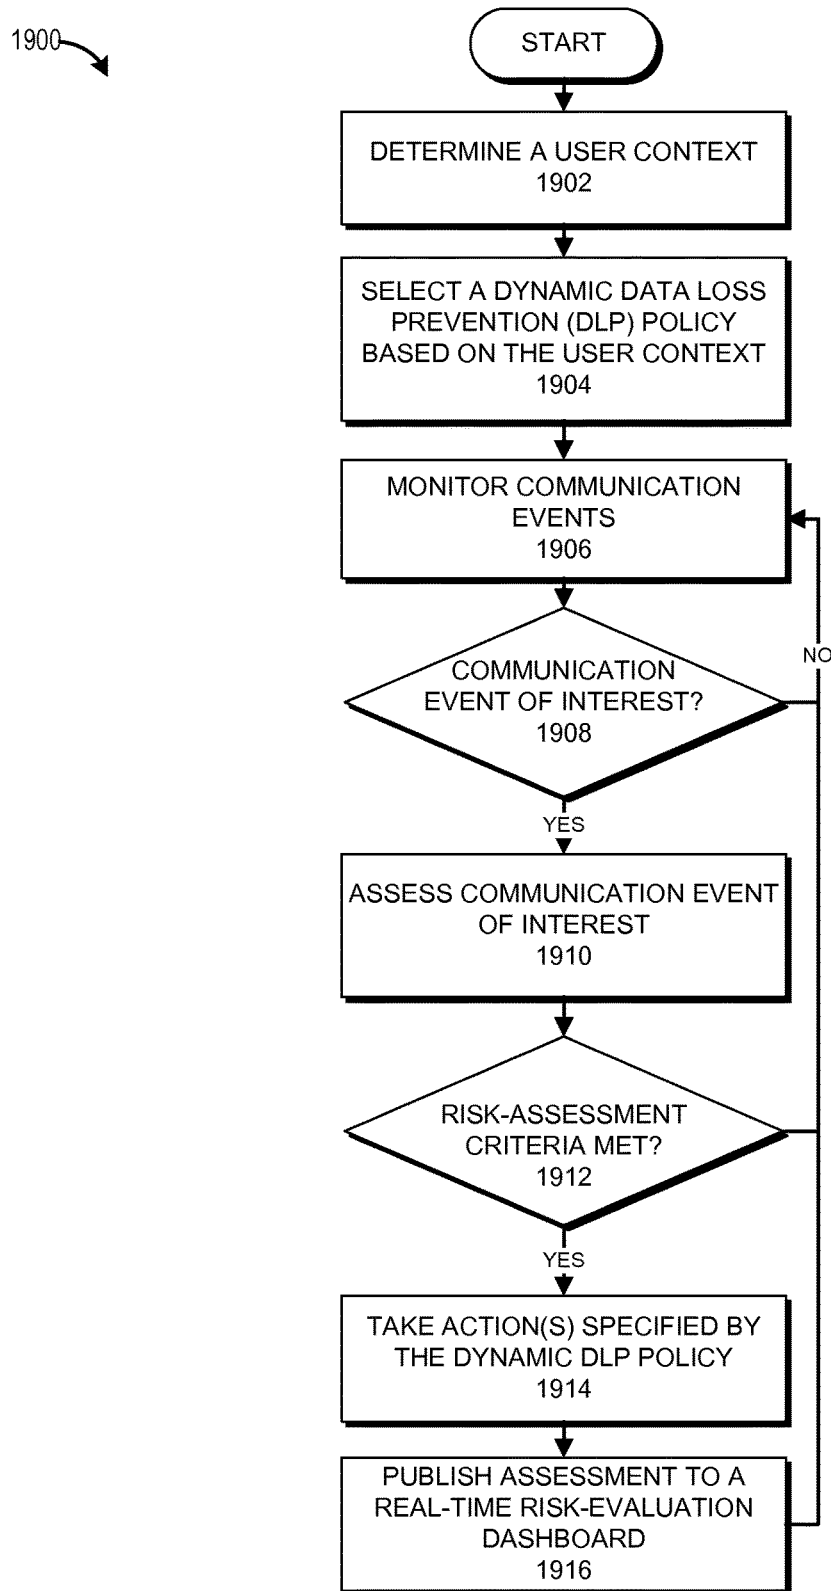 1900
START
DETERMINE A USER CONTEXT
1902
SELECT A DYNAMIC DATA LOSS
PREVENTION (DLP) POLICY
BASED ON THE USER CONTEXT
1904
MONITOR COMMUNICATION
EVENTS
1906
NO
COMMUNICATION
EVENT OF INTEREST?
1908
YES
ASSESS COMMUNICATION EVENT
OF INTEREST
1910
RISK-ASSESSMENT
CRITERIA MET?
1912
YES
TAKE ACTION(S) SPECIFIED BY
THE DYNAMIC DLP POLICY
1914
PUBLISH ASSESSMENT TO A
REAL-TIME RISK-EVALUATION
DASHBOARD
1916